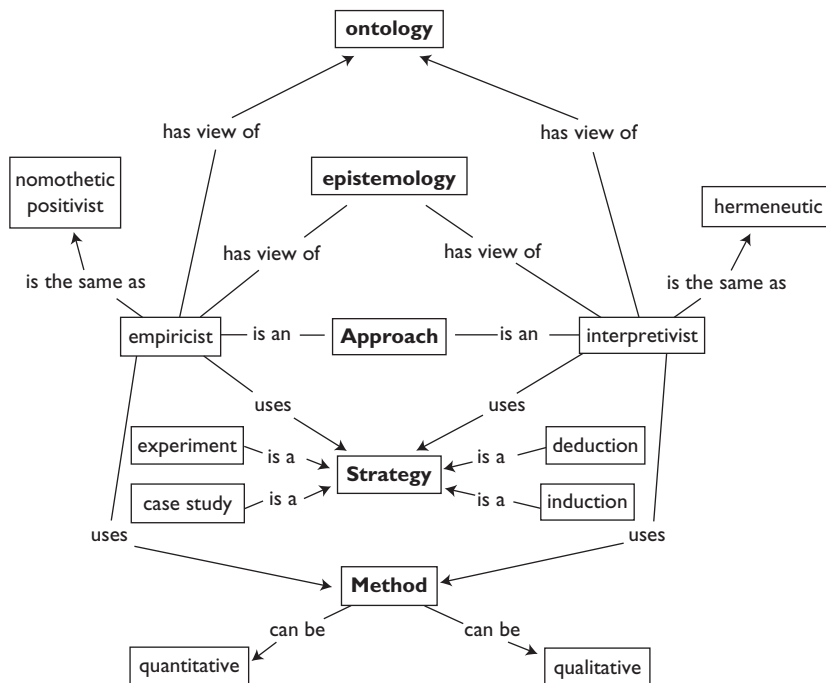 ontology
has view of
has view of
nomothetic
positivist
epistemology
hermeneutic
has view of
has view of
is the same as
is the same as
empiricist
is an
Approach
is an
interpretivist
uses
uses
experiment
is a
Strategy
is a
deduction
case study
is a
is a
induction
uses
uses
Method
can be
can be
quantitative
qualitative